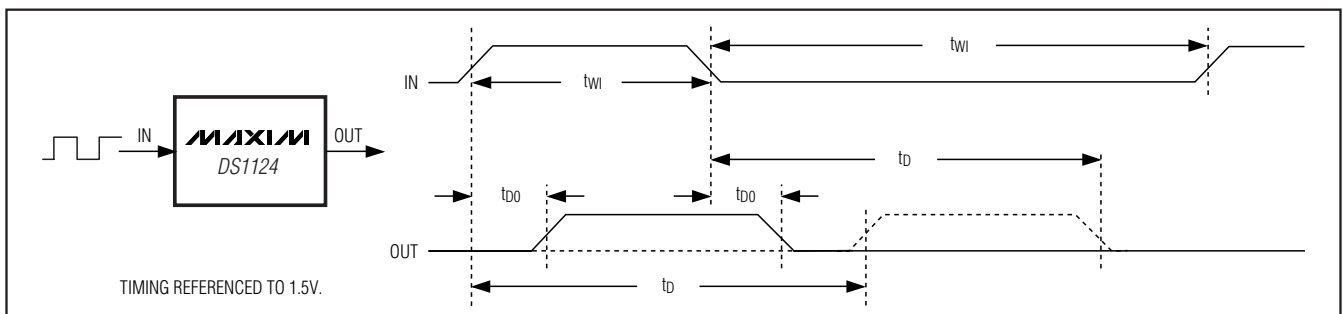 tWI
IN
tWI
IN
MAXIM
OUT
DS1124
tD
tD0
tD0
OUT
TIMING REFERENCED TO 1.5V.
tD